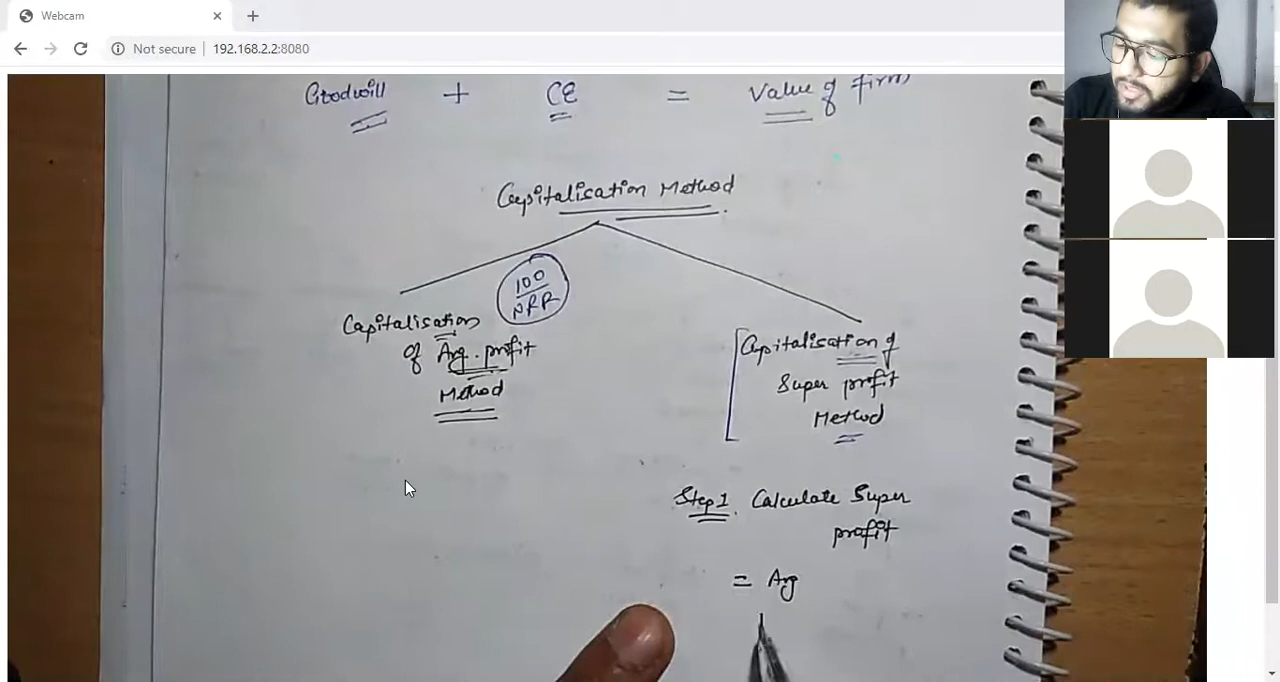 Webcam
Not secure
192.168.2.2:8080
Goodwill + CE = Value of firm
Capitalisation Method
100
NRR
Capitalisation
of Avg. profit
Method
Capitalisation of
Super profit
Method
Step 1. Calculate Super
profit
= Avg